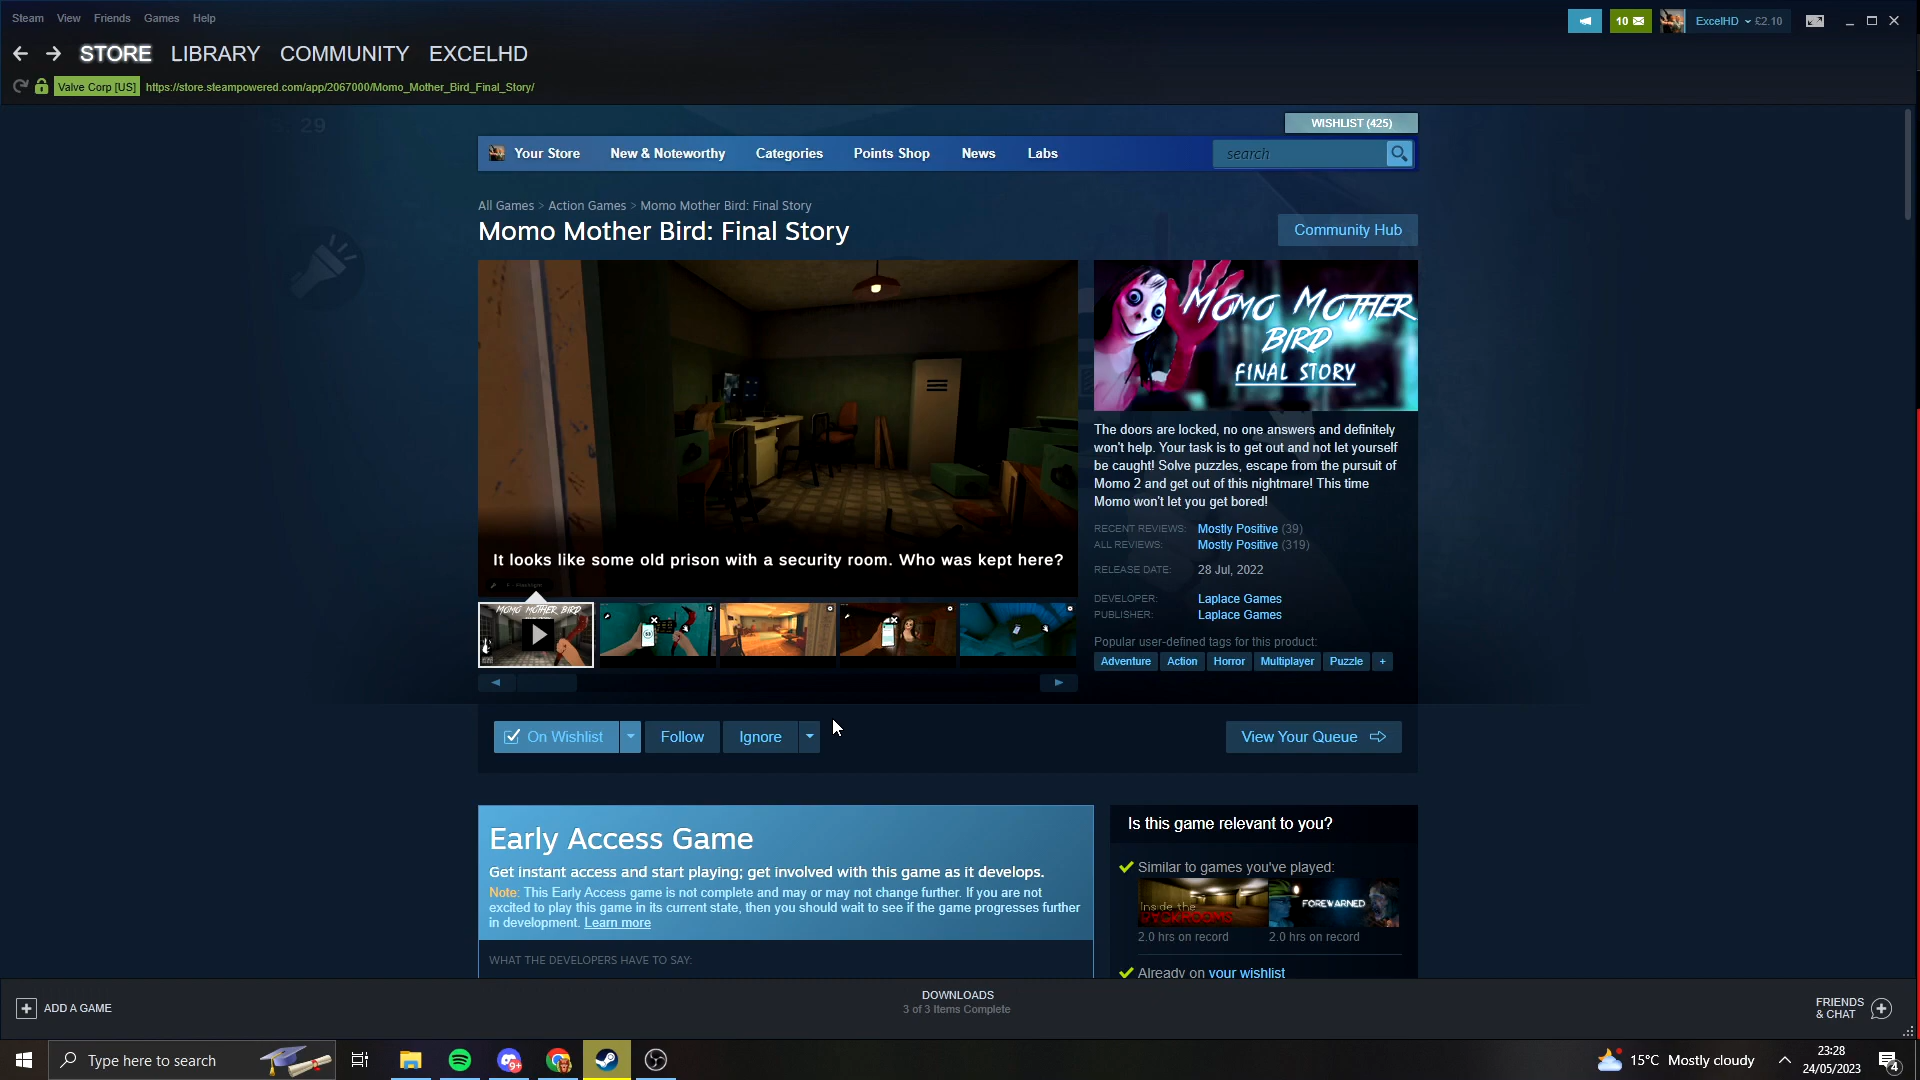 Steam View Friends Games Help
10
ExcelHD £2.10
STORE LIBRARY COMMUNITY EXCELHD
Valve Corp [US] https://store.steampowered.com/app/2067000/Momo_Mother_Bird_Final_Story/
29
WISHLIST (425)
Your Store New & Noteworthy Categories Points Shop News Labs
search
All Games > Action Games > Momo Mother Bird: Final Story
Momo Mother Bird: Final Story
Community Hub
It looks like some old prison with a security room. Who was kept here?
MOMO MOTHER BIRD
MOMO MOTHER
BIRD
FINAL STORY
The doors are locked, no one answers and definitely
won't help. Your task is to get out and not let yourself
be caught! Solve puzzles, escape from the pursuit of
Momo 2 and get out of this nightmare! This time
Momo won't let you get bored!
RECENT REVIEWS: Mostly Positive (39)
ALL REVIEWS: Mostly Positive (319)
RELEASE DATE: 28 Jul, 2022
DEVELOPER: Laplace Games
PUBLISHER: Laplace Games
Popular user-defined tags for this product:
Adventure Action Horror Multiplayer Puzzle +
On Wishlist Follow Ignore
View Your Queue
Early Access Game
Get instant access and start playing; get involved with this game as it develops.
Note: This Early Access game is not complete and may or may not change further. If you are not
excited to play this game in its current state, then you should wait to see if the game progresses further
in development. Learn more
WHAT THE DEVELOPERS HAVE TO SAY:
Is this game relevant to you?
Similar to games you've played:
Inside the
BACKROOMS
FOREWARNED
2.0 hrs on record 2.0 hrs on record
Already on your wishlist
ADD A GAME
DOWNLOADS
3 of 3 Items Complete
FRIENDS
& CHAT
Type here to search
9+
15°C Mostly cloudy
23:28
24/05/2023
4